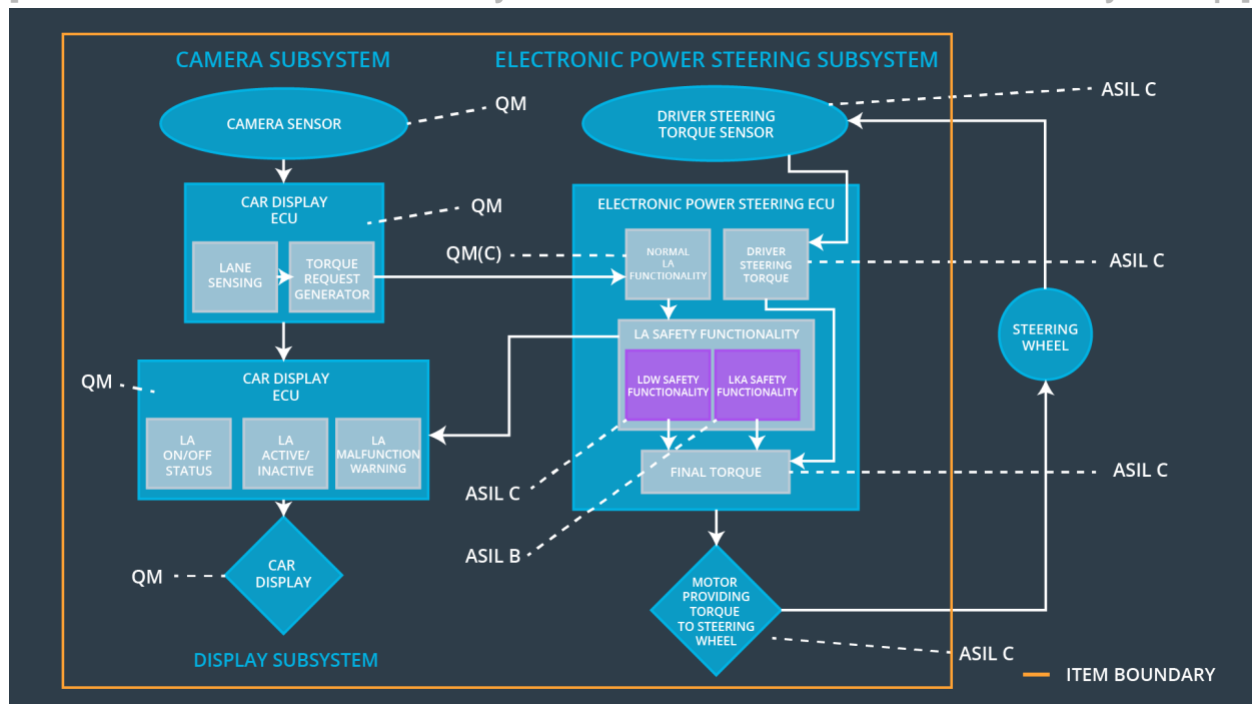 CAMERA SUBSYSTEM
ELECTRONIC POWER STEERING SUBSYSTEM
CAMERA SENSOR
QM
DRIVER STEERING
TORQUE SENSOR
ASIL C
CAR DISPLAY
ECU
QM
LANE
SENSING
TORQUE
REQUEST
GENERATOR
ELECTRONIC POWER STEERING ECU
QM(C)
NORMAL
LA
FUNCTIONALITY
DRIVER
STEERING
TORQUE
ASIL C
LA SAFETY FUNCTIONALITY
LDW SAFETY
FUNCTIONALITY
LKA SAFETY
FUNCTIONALITY
STEERING
WHEEL
QM
CAR DISPLAY
ECU
LA
ON/OFF
STATUS
LA
ACTIVE/
INACTIVE
LA
MALFUNCTION
WARNING
FINAL TORQUE
ASIL C
ASIL C
ASIL B
QM
CAR
DISPLAY
MOTOR
PROVIDING
TORQUE
TO STEERING
WHEEL
ASIL C
DISPLAY SUBSYSTEM
ITEM BOUNDARY